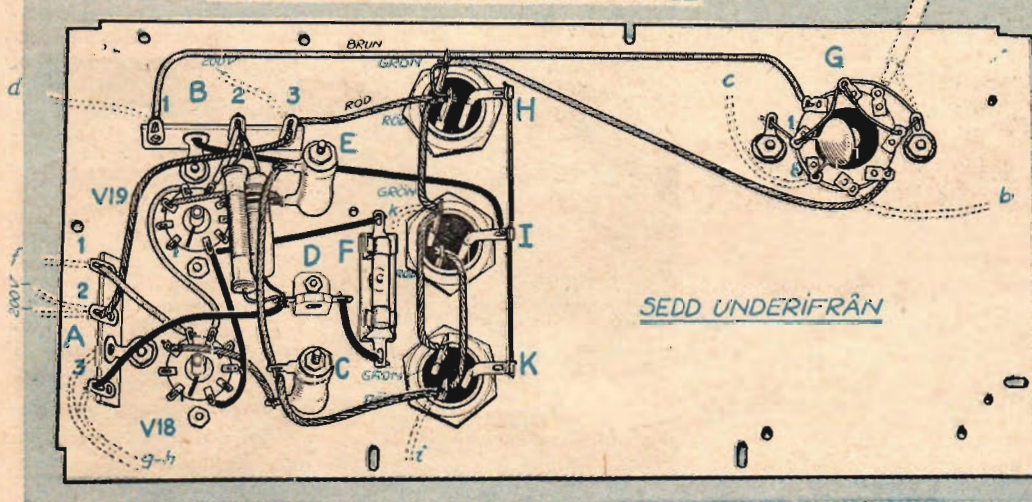 BRUN
200V
GRÖN
G
d
1 B 2 3
ROD
c
H
RÖD
E
1
8
V19
GRÖN
k
b
1
f
D F
I
2
200V
RÖD
SEDD UNDERIFRÅN
A
3
C
GRÖN
K
V18
g-h
i